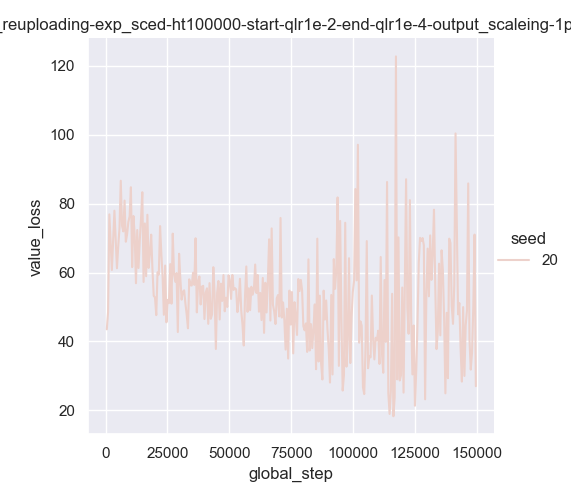 _reuploading-exp_sced-ht100000-start-qlr1e-2-end-qlr1e-4-output_scaleing-1p
120
100
80
60
40
20
value_loss
0 25000 50000 75000 100000 125000 150000
global_step
seed
20